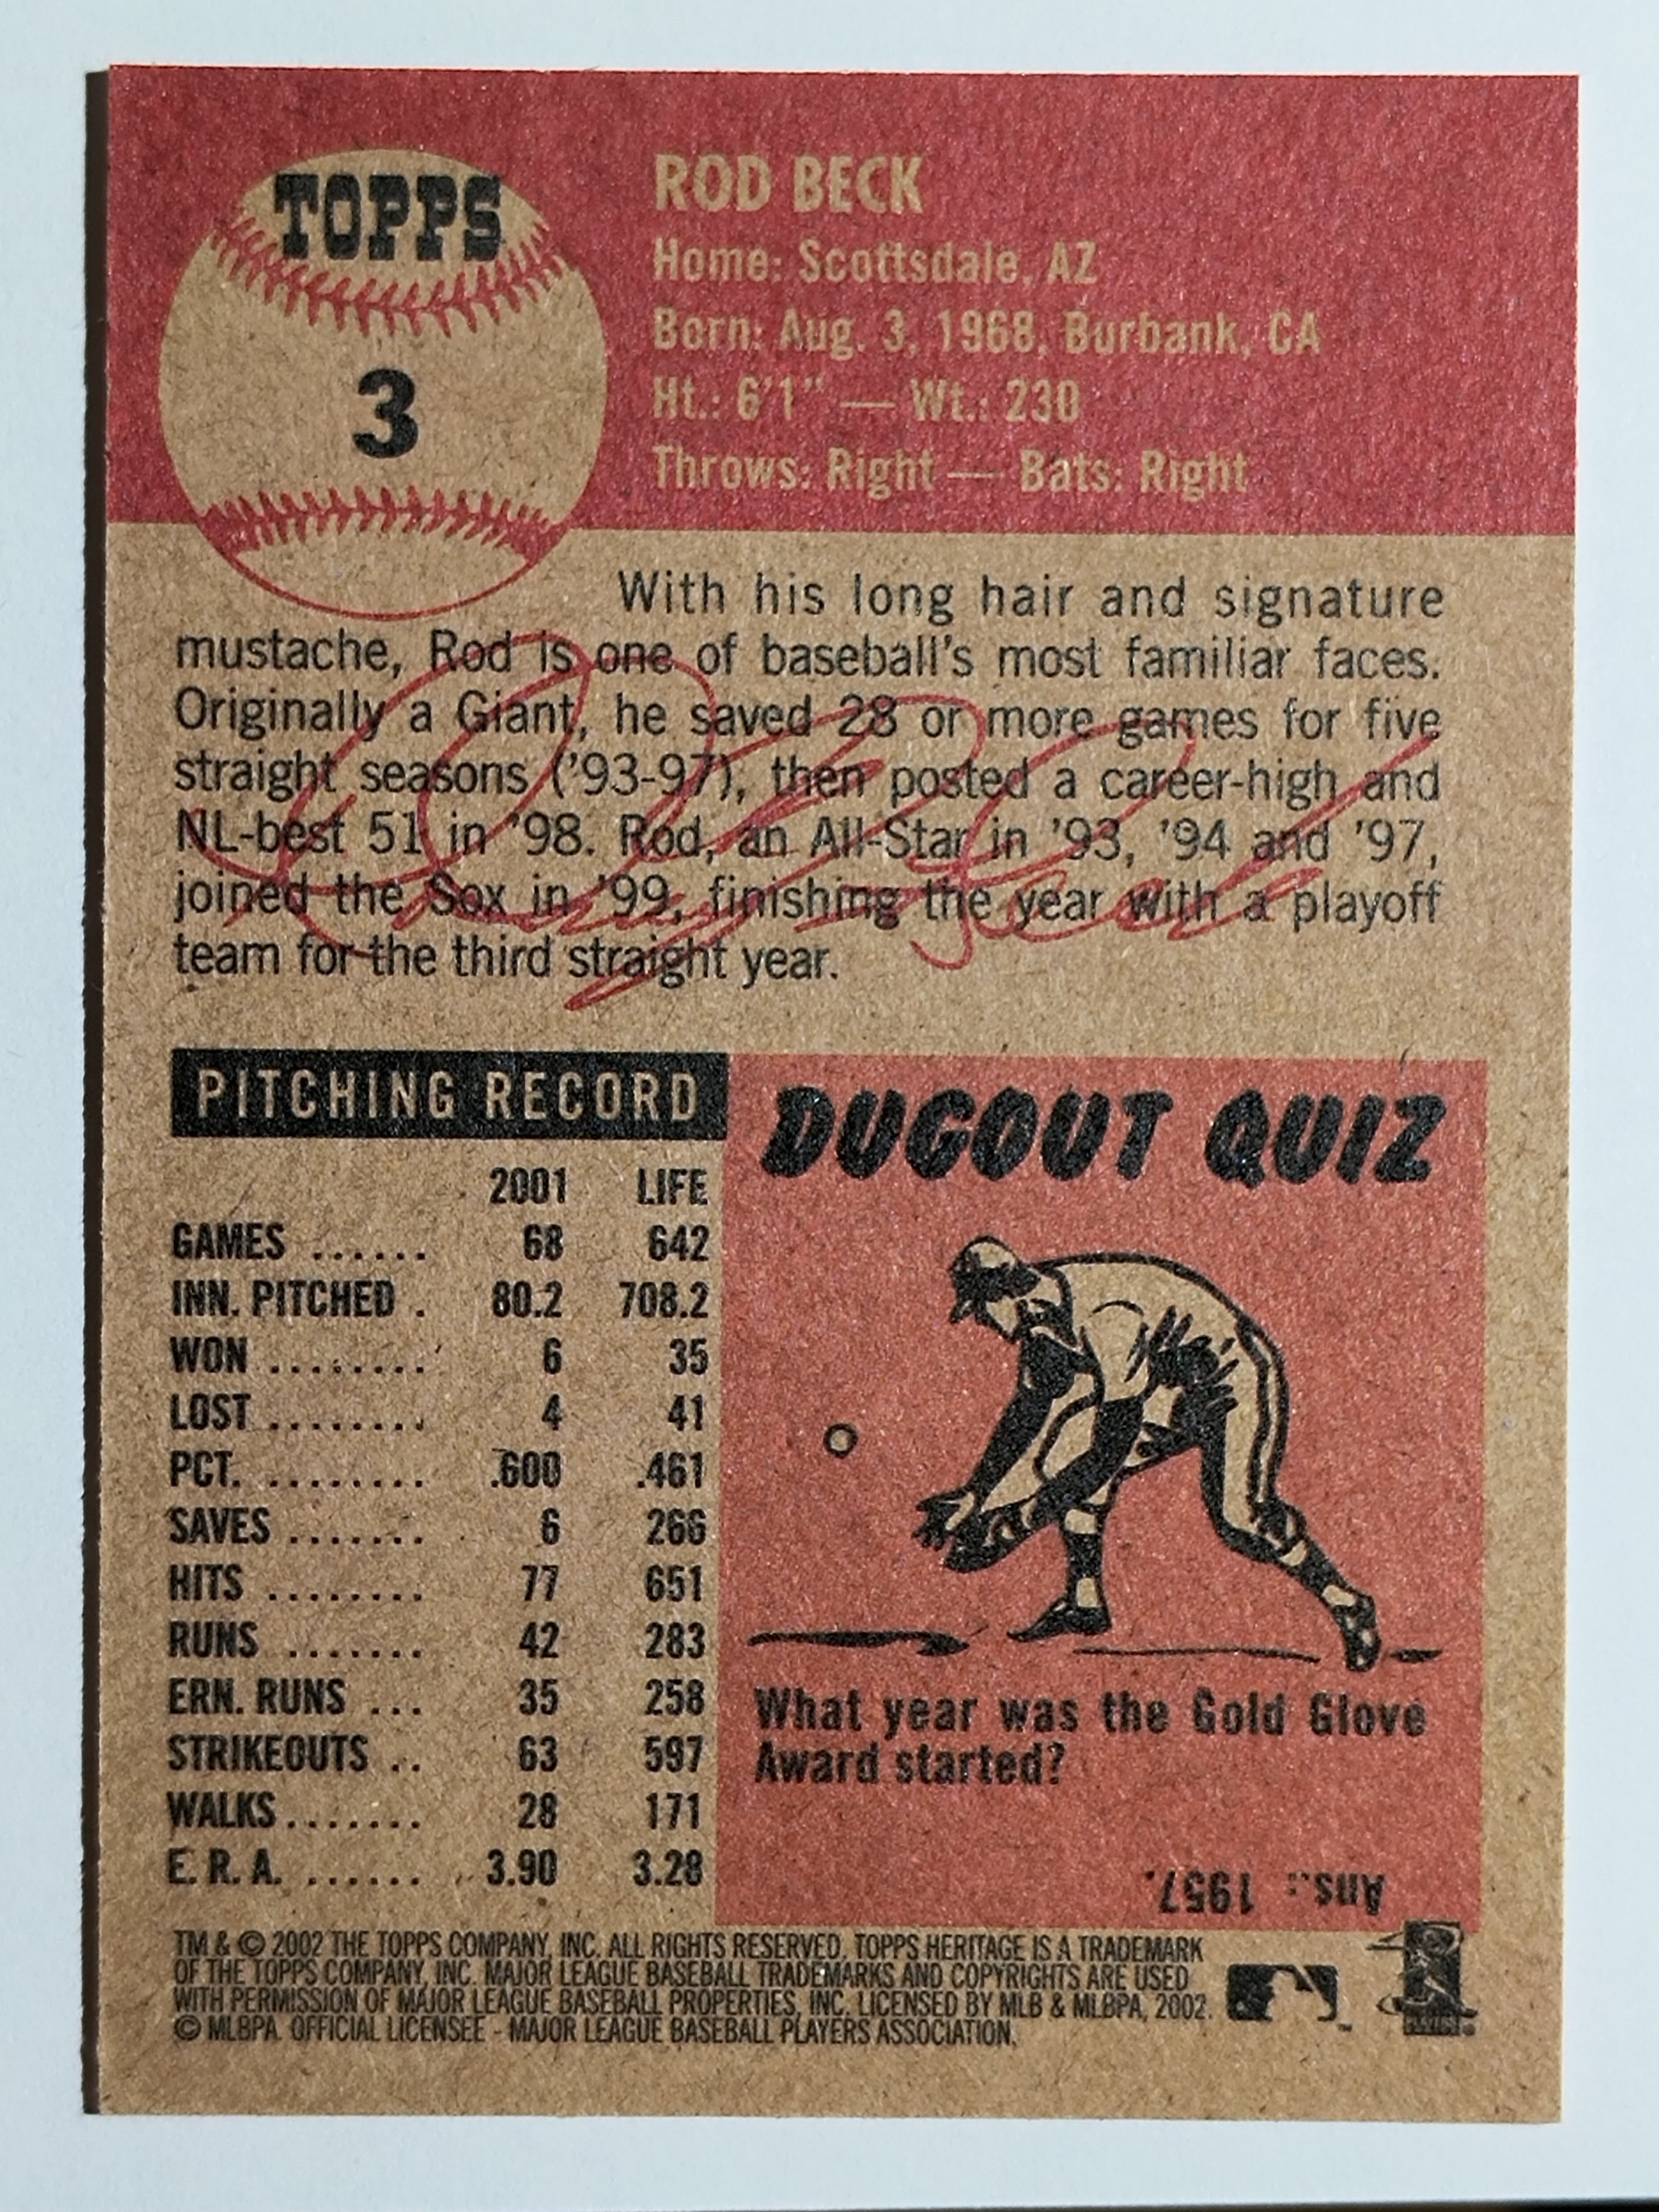 TOPPS
3
ROD BECK
Home: Scottsdale, AZ
Born: Aug. 3, 1968, Burbank, CA
Ht.: 6'1" — Wt.: 230
Throws: Right — Bats: Right
With his long hair and signature
mustache, Rod is one of baseball's most familiar faces.
Originally a Giant, he saved 28 or more games for five
straight seasons ('93-97), then posted a career-high and
NL-best 51 in '98. Rod, an All-Star in '93, '94 and '97,
joined the Sox in '99, finishing the year with a playoff
team for the third straight year.
PITCHING RECORD
2001 LIFE
GAMES ...... 68 642
INN. PITCHED . 80.2 708.2
WON ........ 6 35
LOST ........ 4 41
PCT. ........ .600 .461
SAVES ....... 6 266
HITS ........ 77 651
RUNS ....... 42 283
ERN. RUNS ... 35 258
STRIKEOUTS .. 63 597
WALKS ....... 28 171
E. R. A. ...... 3.90 3.28
DUGOUT QUIZ
What year was the Gold Glove
Award started?
Ans.: 1957.
TM & © 2002 THE TOPPS COMPANY, INC. ALL RIGHTS RESERVED. TOPPS HERITAGE IS A TRADEMARK
OF THE TOPPS COMPANY, INC. MAJOR LEAGUE BASEBALL TRADEMARKS AND COPYRIGHTS ARE USED
WITH PERMISSION OF MAJOR LEAGUE BASEBALL PROPERTIES, INC. LICENSED BY MLB & MLBPA, 2002.
© MLBPA OFFICIAL LICENSEE - MAJOR LEAGUE BASEBALL PLAYERS ASSOCIATION.